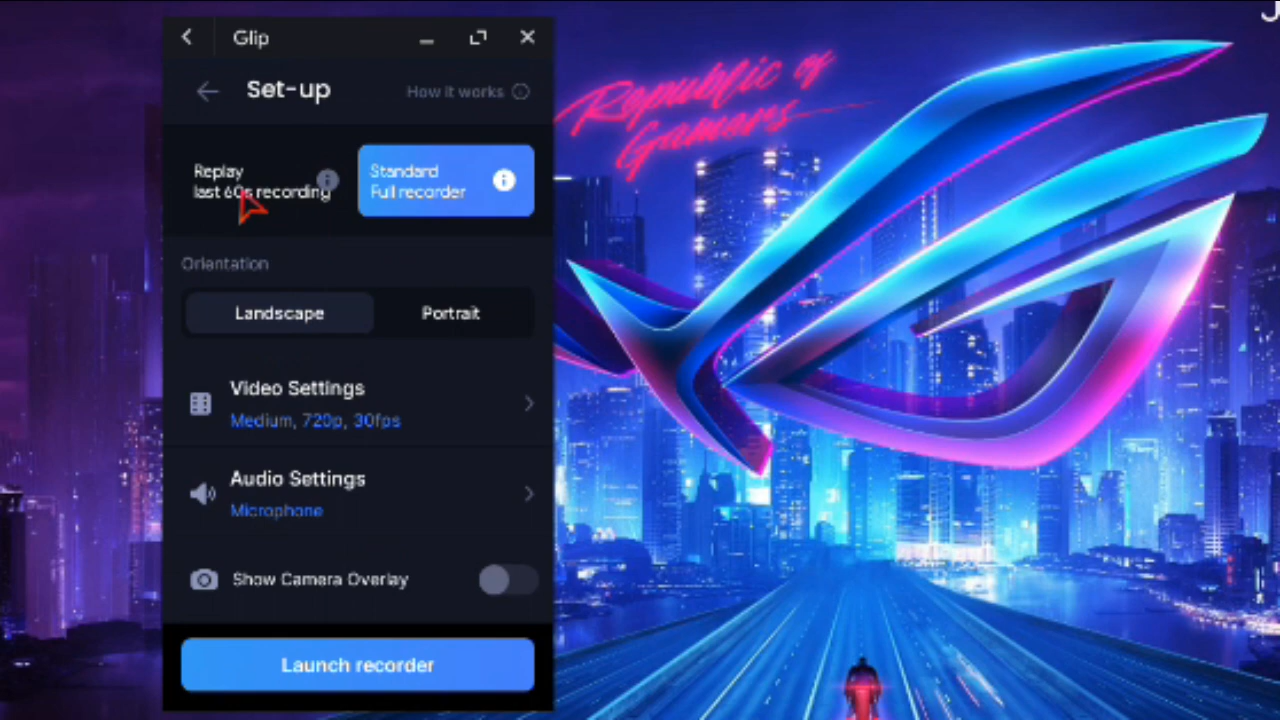 Glip
Set-up
How it works
Replay
last 60s recording
Standard
Full recorder
Orientation
Landscape
Portrait
Video Settings
Medium, 720p, 30fps
Audio Settings
Microphone
Show Camera Overlay
Launch recorder
Republic of
Gamers
J